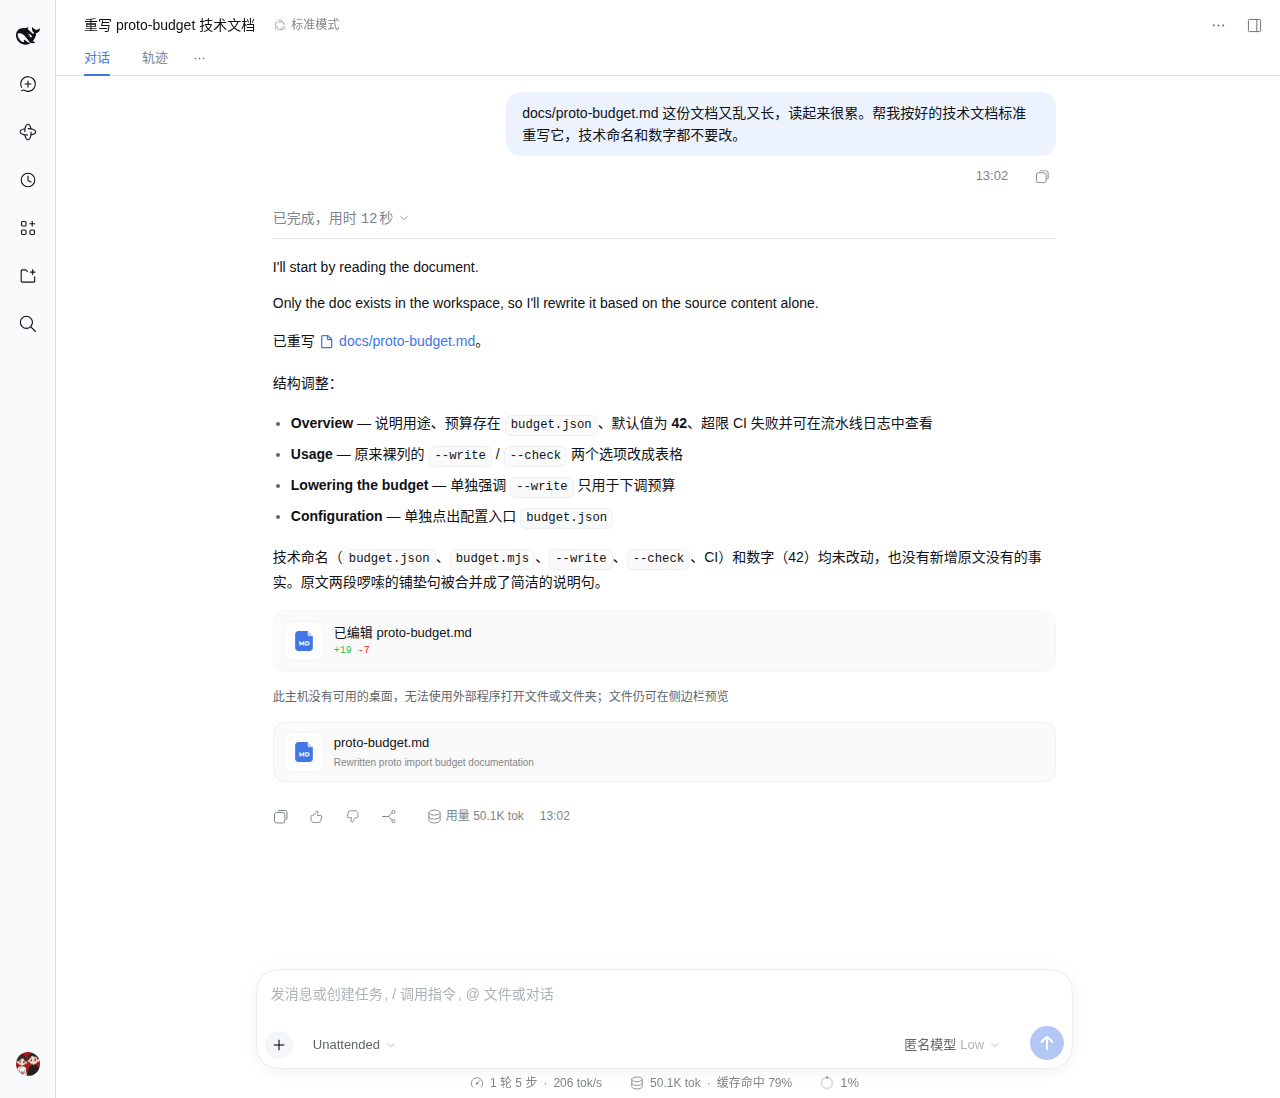 重写 proto-budget 技术文档 标准模式
对话 轨迹 ···
docs/proto-budget.md 这份文档又乱又长，读起来很累。帮我按好的技术文档标准
重写它，技术命名和数字都不要改。
13:02
已完成，用时 12秒
I'll start by reading the document.
Only the doc exists in the workspace, so I'll rewrite it based on the source content alone.
已重写 docs/proto-budget.md。
结构调整：
• Overview — 说明用途、预算存在 budget.json、默认值为 42、超限 CI 失败并可在流水线日志中查看
• Usage — 原来裸列的 --write / --check 两个选项改成表格
• Lowering the budget — 单独强调 --write 只用于下调预算
• Configuration — 单独点出配置入口 budget.json
技术命名（budget.json、budget.mjs、--write、--check、CI）和数字（42）均未改动，也没有新增原文没有的事
实。原文两段啰嗦的铺垫句被合并成了简洁的说明句。
MD
已编辑 proto-budget.md
+19 -7
此主机没有可用的桌面，无法使用外部程序打开文件或文件夹；文件仍可在侧边栏预览
MD
proto-budget.md
Rewritten proto import budget documentation
用量 50.1K tok 13:02
发消息或创建任务, / 调用指令, @ 文件或对话
Unattended 匿名模型 Low
1 轮 5 步 · 206 tok/s 50.1K tok · 缓存命中 79% 1%